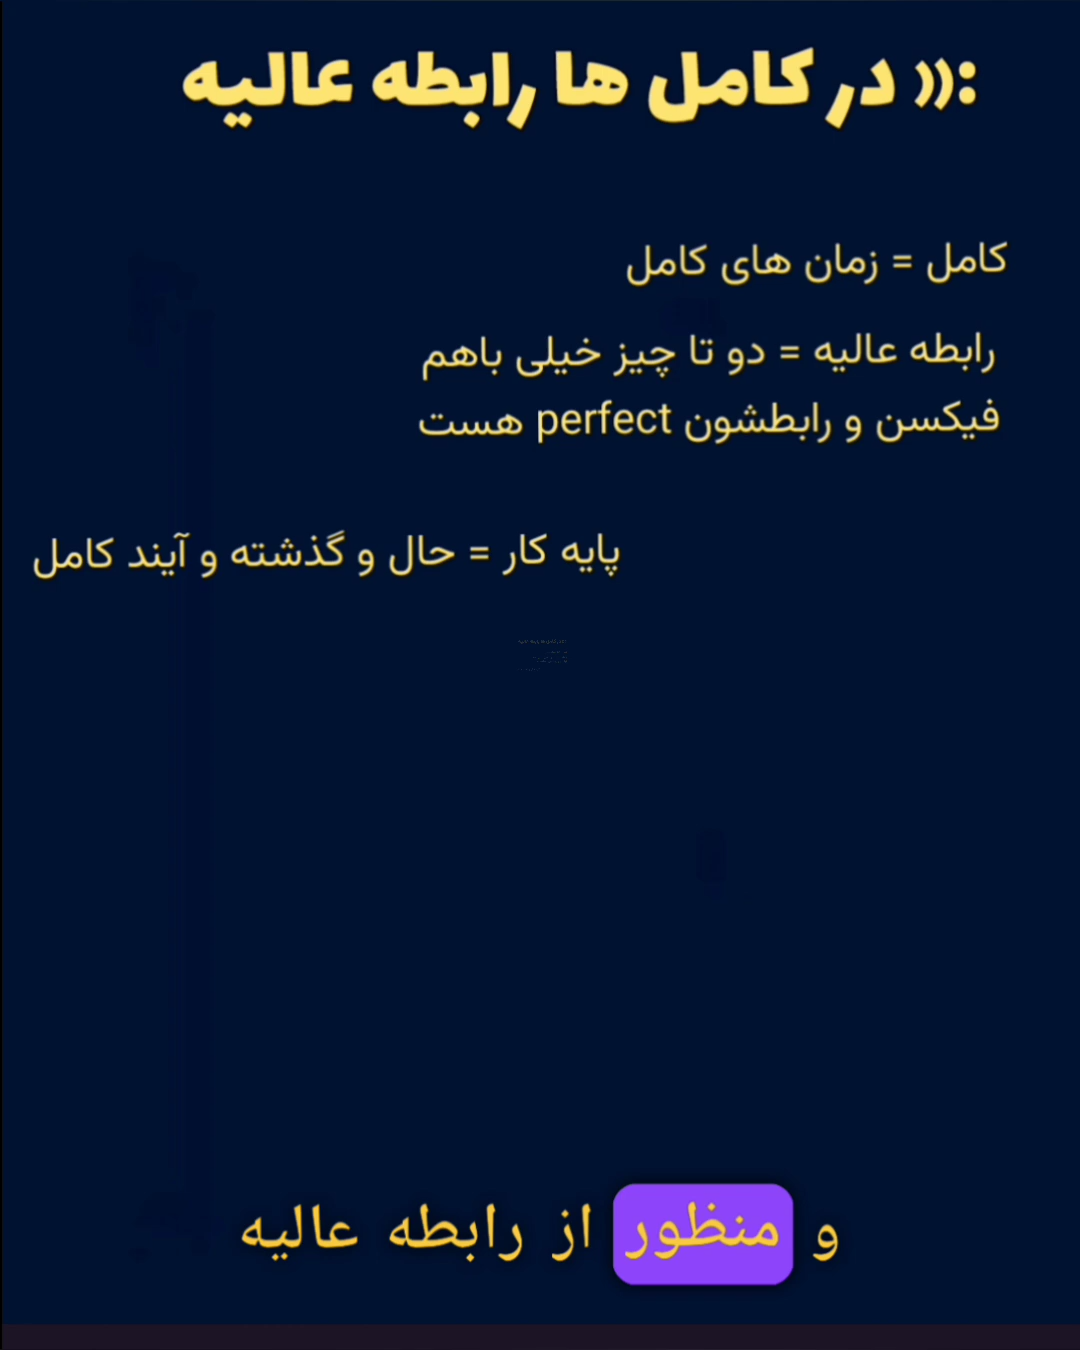 در کامل ها رابطه عالیه »:
کامل = زمان های کامل
رابطه عالیه = دو تا چیز خیلی باهم
فیکسن و رابطشون perfect هست
پایه کار = حال و گذشته و آیند کامل
و منظور از رابطه عالیه